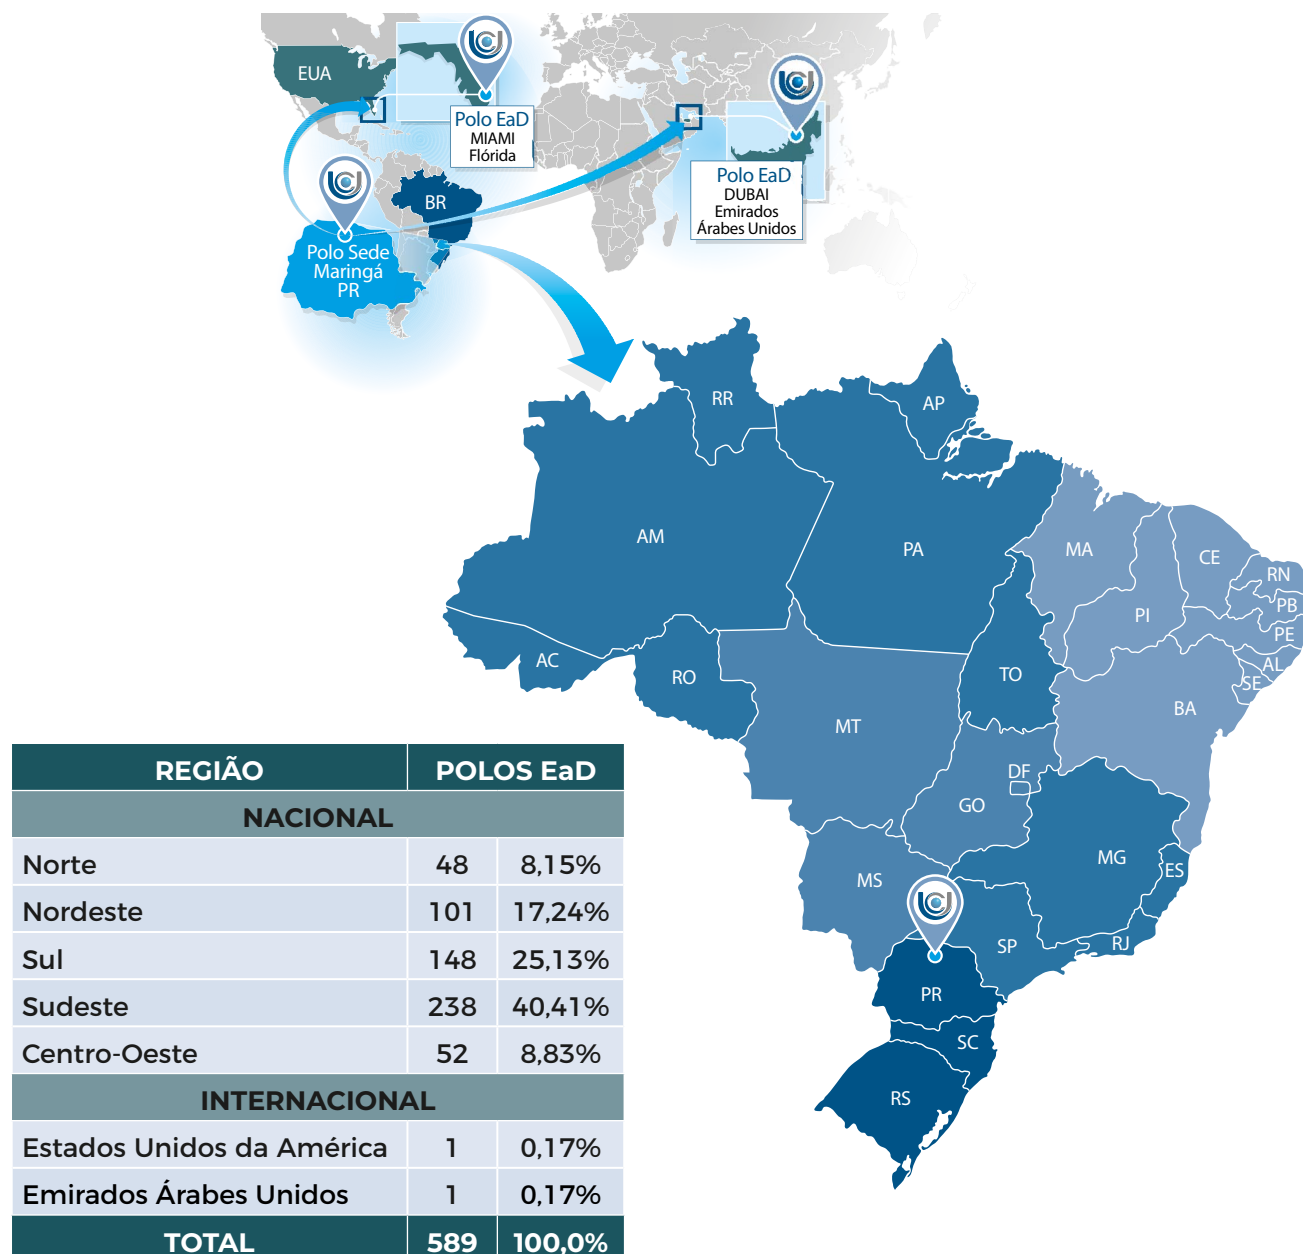 EUA
Polo EaD
MIAMI
Flórida
Polo EaD
DUBAI
Emirados
Árabes Unidos
BR
Polo Sede
Maringá
PR
RR
AP
AM
PA
MA
CE
RN
PB
PI
PE
AL
SE
AC
RO
TO
BA
MT
DF
GO
MG
ES
MS
SP
RJ
PR
SC
RS
REGIÃO POLOS EaD
NACIONAL
Norte 48 8,15%
Nordeste 101 17,24%
Sul 148 25,13%
Sudeste 238 40,41%
Centro-Oeste 52 8,83%
INTERNACIONAL
Estados Unidos da América 1 0,17%
Emirados Árabes Unidos 1 0,17%
TOTAL 589 100,0%